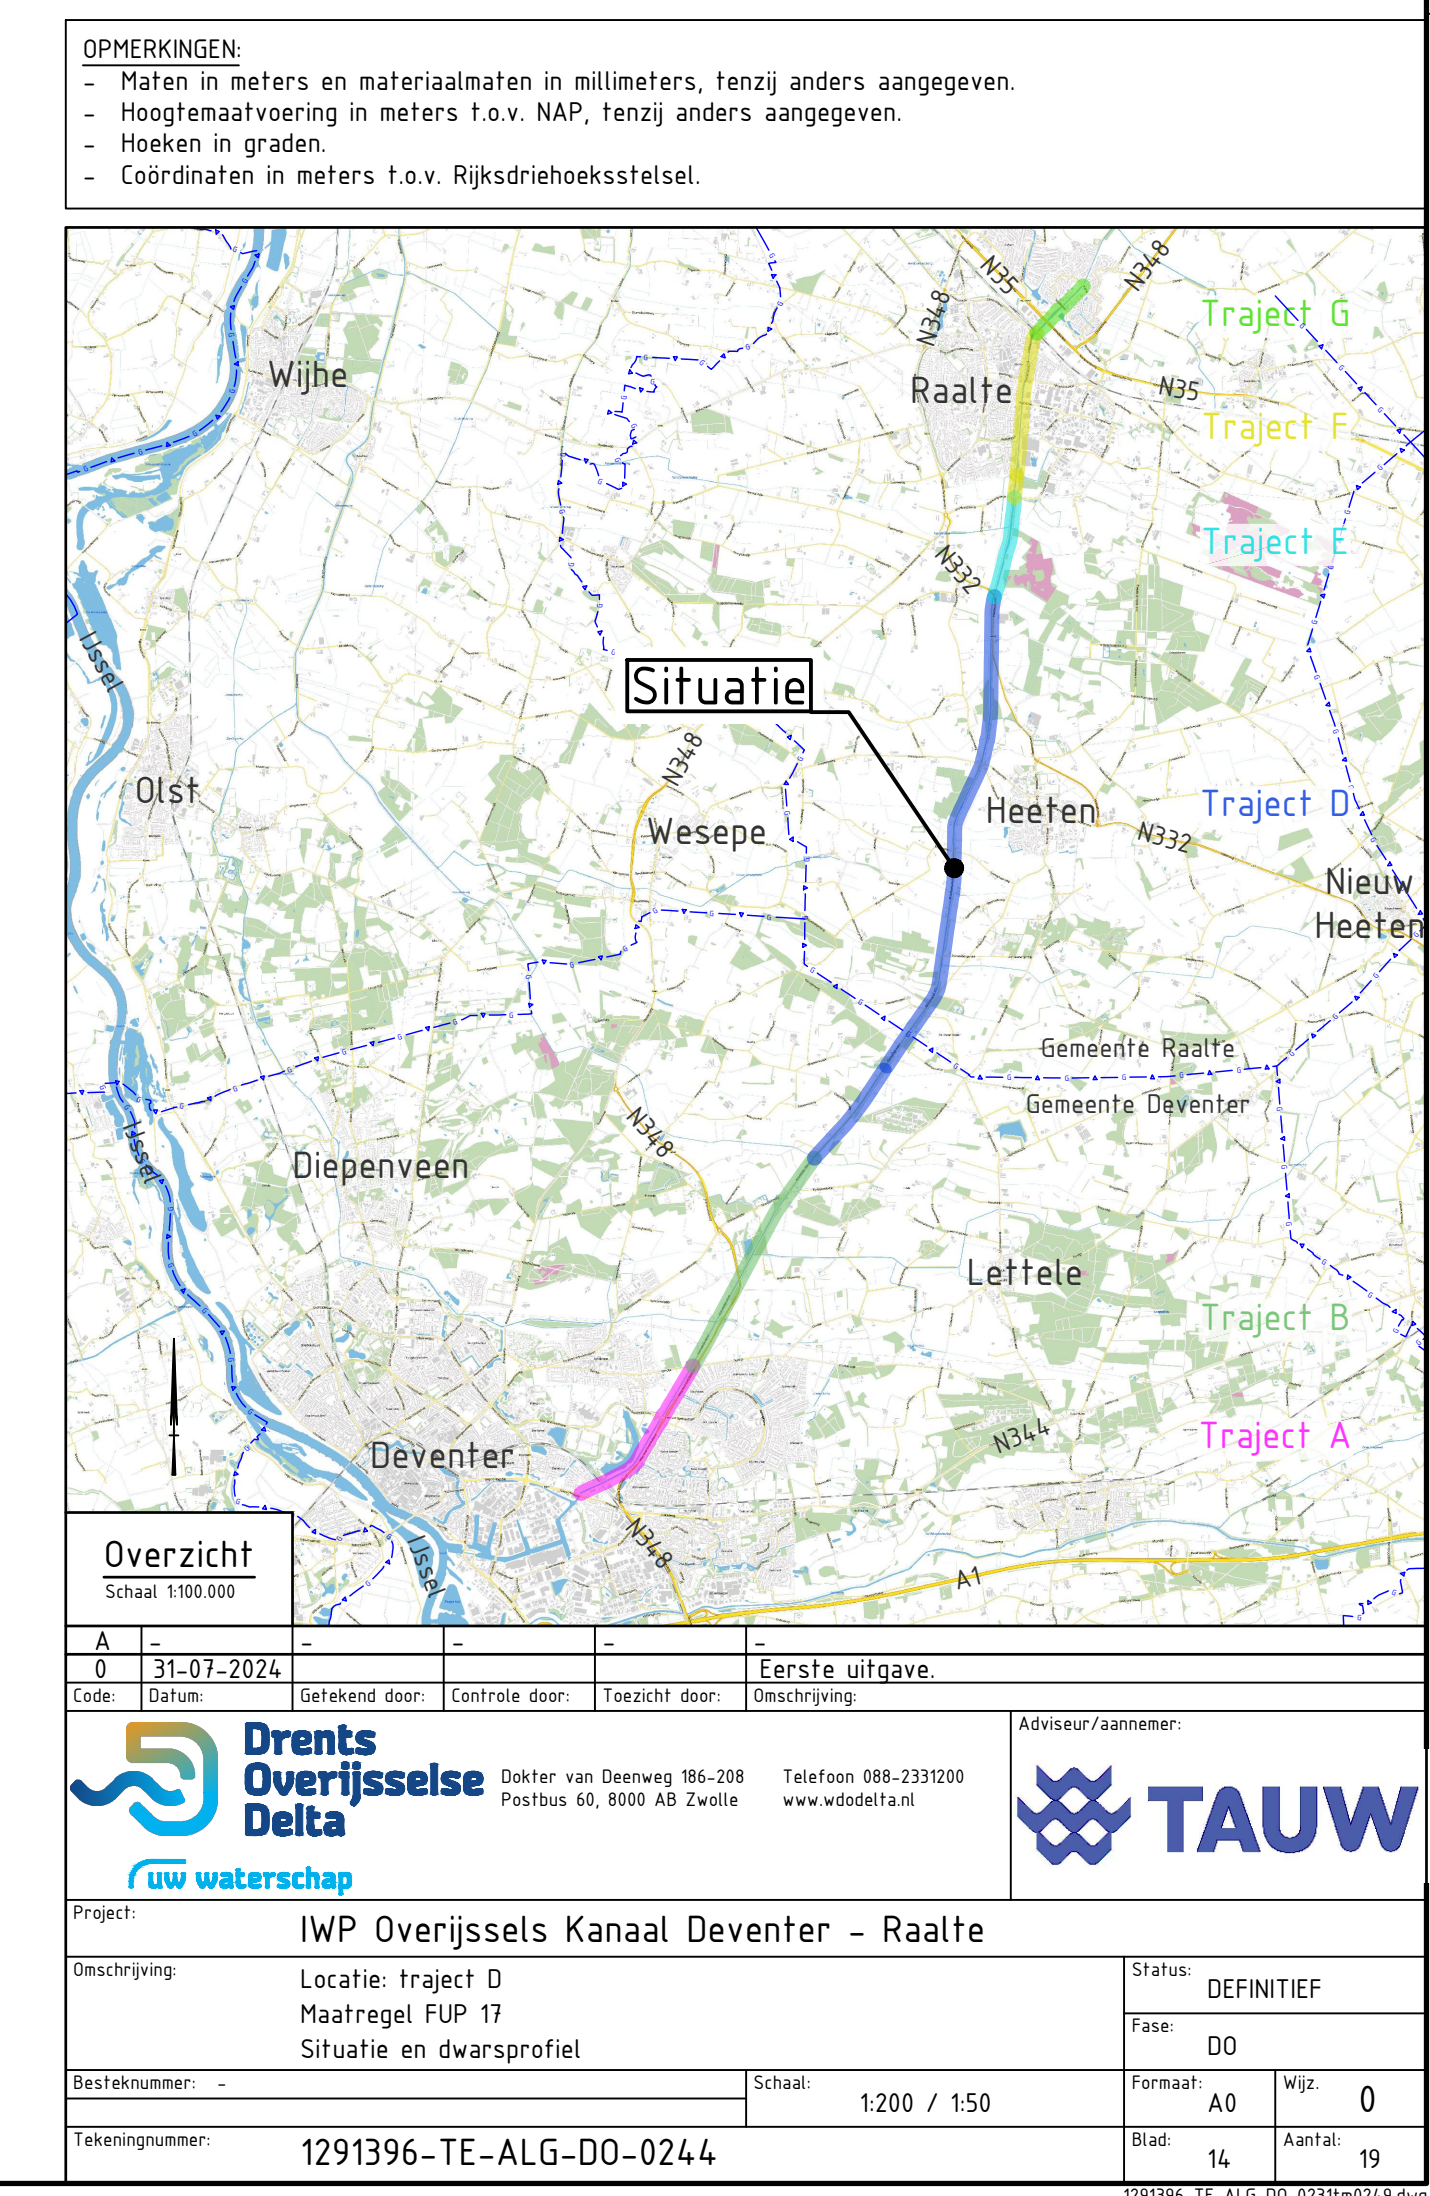 OPMERKINGEN:
- Maten in meters en materiaalmaten in millimeters, tenzij anders aangegeven.
- Hoogtemaatvoering in meters t.o.v. NAP, tenzij anders aangegeven.
- Hoeken in graden.
- Coördinaten in meters t.o.v. Rijksdriehoeksstelsel.
N35
N348
N348
Traject G
Wijhe
Raalte
N35
Traject F
Traject E
N332
IJssel
Situatie
N348
Olst
Heeten
Traject D
Wesepe
N332
Nieuw
Heeten
Gemeente Raalte
Gemeente Deventer
N348
IJssel
Diepenveen
Lettele
Traject B
N344
Traject A
Deventer
N348
IJssel
A1
Overzicht
Schaal 1:100.000
A - - - - -
0 31-07-2024 Eerste uitgave.
Code: Datum: Getekend door: Controle door: Toezicht door: Omschrijving:
Drents
Overijsselse
Delta
uw waterschap
Dokter van Deenweg 186-208 Telefoon 088-2331200
Postbus 60, 8000 AB Zwolle www.wdodelta.nl
Adviseur/aannemer:
TAUW
Project: IWP Overijssels Kanaal Deventer - Raalte
Omschrijving: Locatie: traject D
Maatregel FUP 17
Situatie en dwarsprofiel
Status: DEFINITIEF
Fase: DO
Besteknummer: -
Schaal: 1:200 / 1:50
Formaat: A0
Wijz. 0
Tekeningnummer: 1291396-TE-ALG-DO-0244
Blad: 14
Aantal: 19
1291396-TE-ALG-DO-0231tm0249.dwg